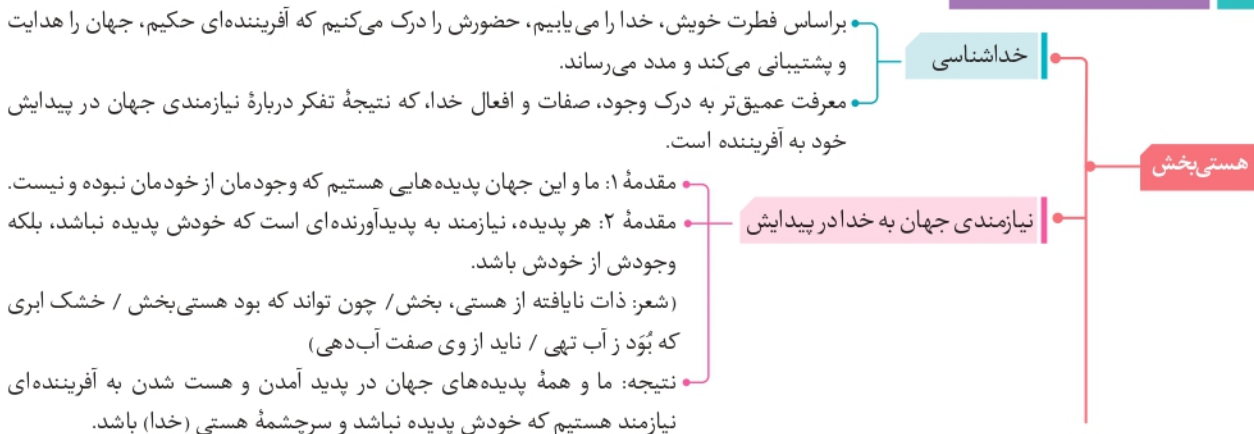 هستی‌بخش
خداشناسی
براساس فطرت خویش، خدا را می‌یابیم، حضورش را درک می‌کنیم که آفریننده‌ای حکیم، جهان را هدایت
و پشتیبانی می‌کند و مدد می‌رساند.
معرفت عمیق‌تر به درک وجود، صفات و افعال خدا، که نتیجهٔ تفکر دربارهٔ نیازمندی جهان در پیدایش
خود به آفریننده است.
نیازمندی جهان به خدا در پیدایش
مقدمهٔ ۱: ما و این جهان پدیده‌هایی هستیم که وجودمان از خودمان نبوده و نیست.
مقدمهٔ ۲: هر پدیده، نیازمند به پدیدآورنده‌ای است که خودش پدیده نباشد، بلکه
وجودش از خودش باشد.
(شعر: ذات نایافته از هستی، بخش/ چون تواند که بود هستی‌بخش / خشک ابری
که بُوَد ز آب تهی / ناید از وی صفت آب‌دهی)
نتیجه: ما و همهٔ پدیده‌های جهان در پدید آمدن و هست شدن به آفریننده‌ای
نیازمند هستیم که خودش پدیده نباشد و سرچشمهٔ هستی (خدا) باشد.